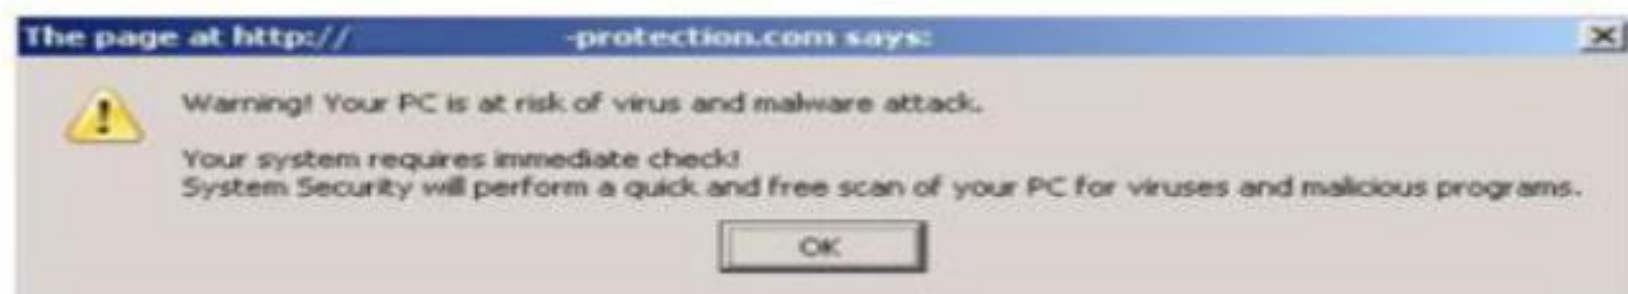 The page at http:// -protection.com says:
Warning! Your PC is at risk of virus and malware attack.
Your system requires immediate check!
System Security will perform a quick and free scan of your PC for viruses and malicious programs.
OK